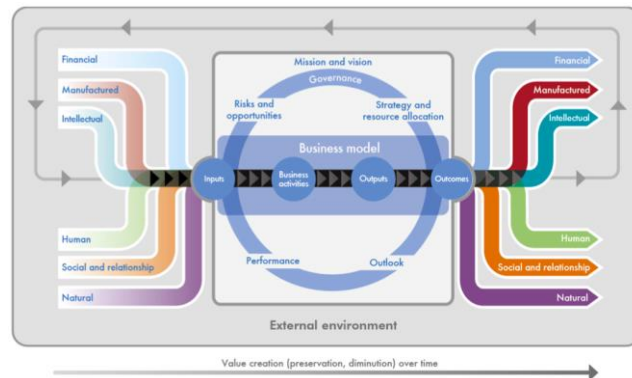 Mission and vision
Governance
Financial
Manufactured
Intellectual
Risks and
opportunities
Strategy and
resource allocation
Financial
Manufactured
Intellectual
Business model
Inputs
Business
activities
Outputs
Outcomes
Human
Social and relationship
Natural
Performance
Outlook
Human
Social and relationship
Natural
External environment
Value creation (preservation, diminution) over time